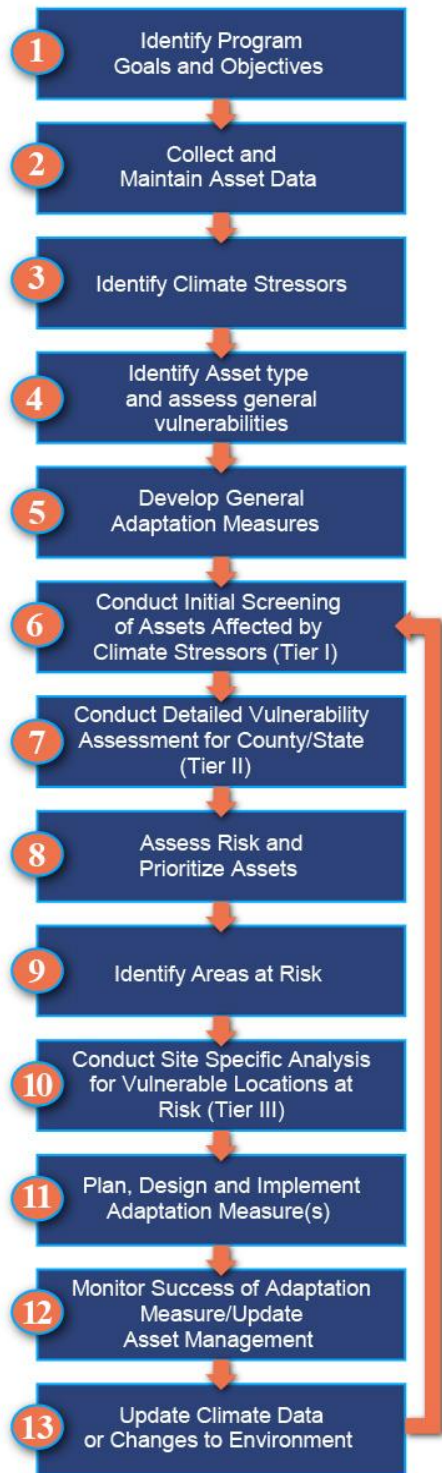 1
Identify Program
Goals and Objectives
2
Collect and
Maintain Asset Data
3
Identify Climate Stressors
4
Identify Asset type
and assess general
vulnerabilities
5
Develop General
Adaptation Measures
6
Conduct Initial Screening
of Assets Affected by
Climate Stressors (Tier I)
7
Conduct Detailed Vulnerability
Assessment for County/State
(Tier II)
8
Assess Risk and
Prioritize Assets
9
Identify Areas at Risk
10
Conduct Site Specific Analysis
for Vulnerable Locations at
Risk (Tier III)
11
Plan, Design and Implement
Adaptation Measure(s)
12
Monitor Success of Adaptation
Measure/Update
Asset Management
13
Update Climate Data
or Changes to Environment